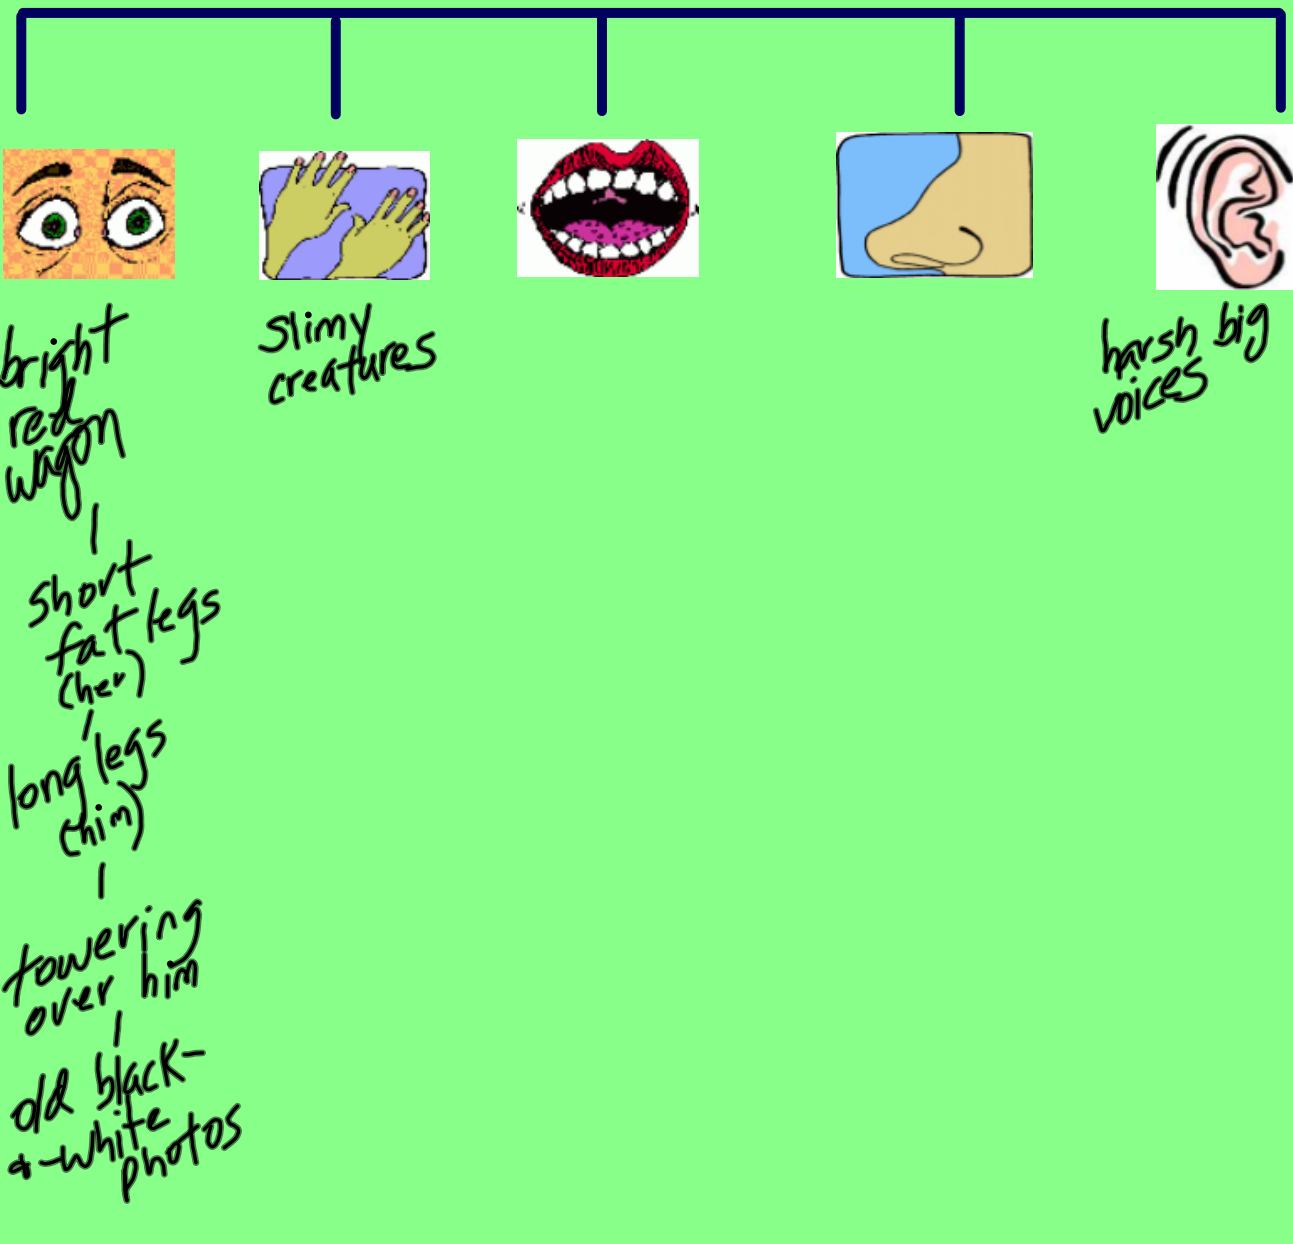 bright
red
wagon
short
fat legs
(her)
long legs
(him)
towering
over him
old black-
&-white
photos
slimy
creatures
harsh big
voices